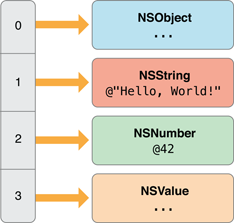 0
NSObject
...
1
NSString
@"Hello, World!"
2
NSNumber
@42
3
NSValue
...